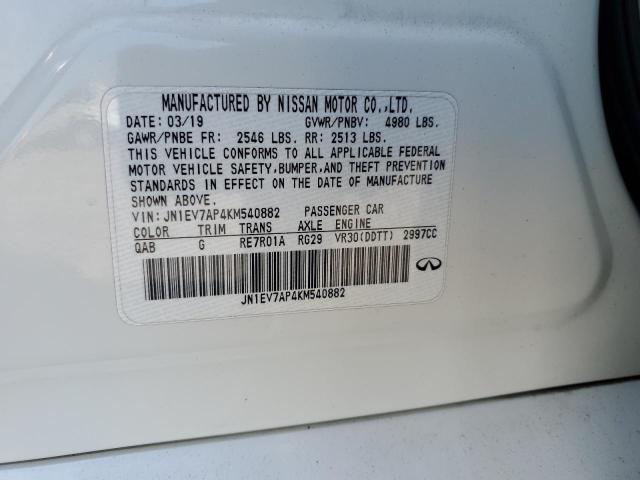 MANUFACTURED BY NISSAN MOTOR CO.,LTD.
DATE: 03/19 GVWR/PNBV: 4980 LBS.
GAWR/PNBE FR: 2546 LBS. RR: 2513 LBS.
THIS VEHICLE CONFORMS TO ALL APPLICABLE FEDERAL
MOTOR VEHICLE SAFETY,BUMPER,AND THEFT PREVENTION
STANDARDS IN EFFECT ON THE DATE OF MANUFACTURE
SHOWN ABOVE.
VIN: JN1EV7AP4KM540882 PASSENGER CAR
COLOR TRIM TRANS AXLE ENGINE
QAB G RE7R01A RG29 VR30(DDTT) 2997CC
JN1EV7AP4KM540882